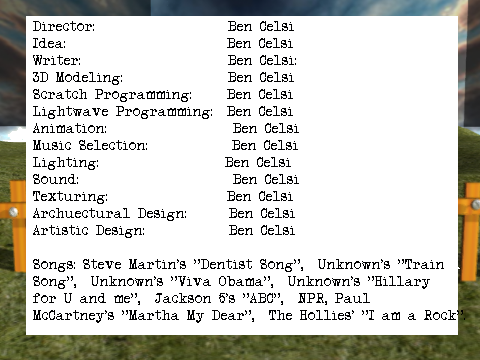 Director: Ben Celsi
Idea: Ben Celsi
Writer: Ben Celsi:
3D Modeling: Ben Celsi
Scratch Programming: Ben Celsi
Lightwave Programming: Ben Celsi
Animation: Ben Celsi
Music Selection: Ben Celsi
Lighting: Ben Celsi
Sound: Ben Celsi
Texturing: Ben Celsi
Archuectural Design: Ben Celsi
Artistic Design: Ben Celsi
Songs: Steve Martin's "Dentist Song", Unknown's "Train
Song", Unknown's "Viva Obama", Unknown's "Hillary
for U and me", Jackson 5's "ABC", NPR, Paul
McCartney's "Martha My Dear", The Hollies' "I am a Rock".